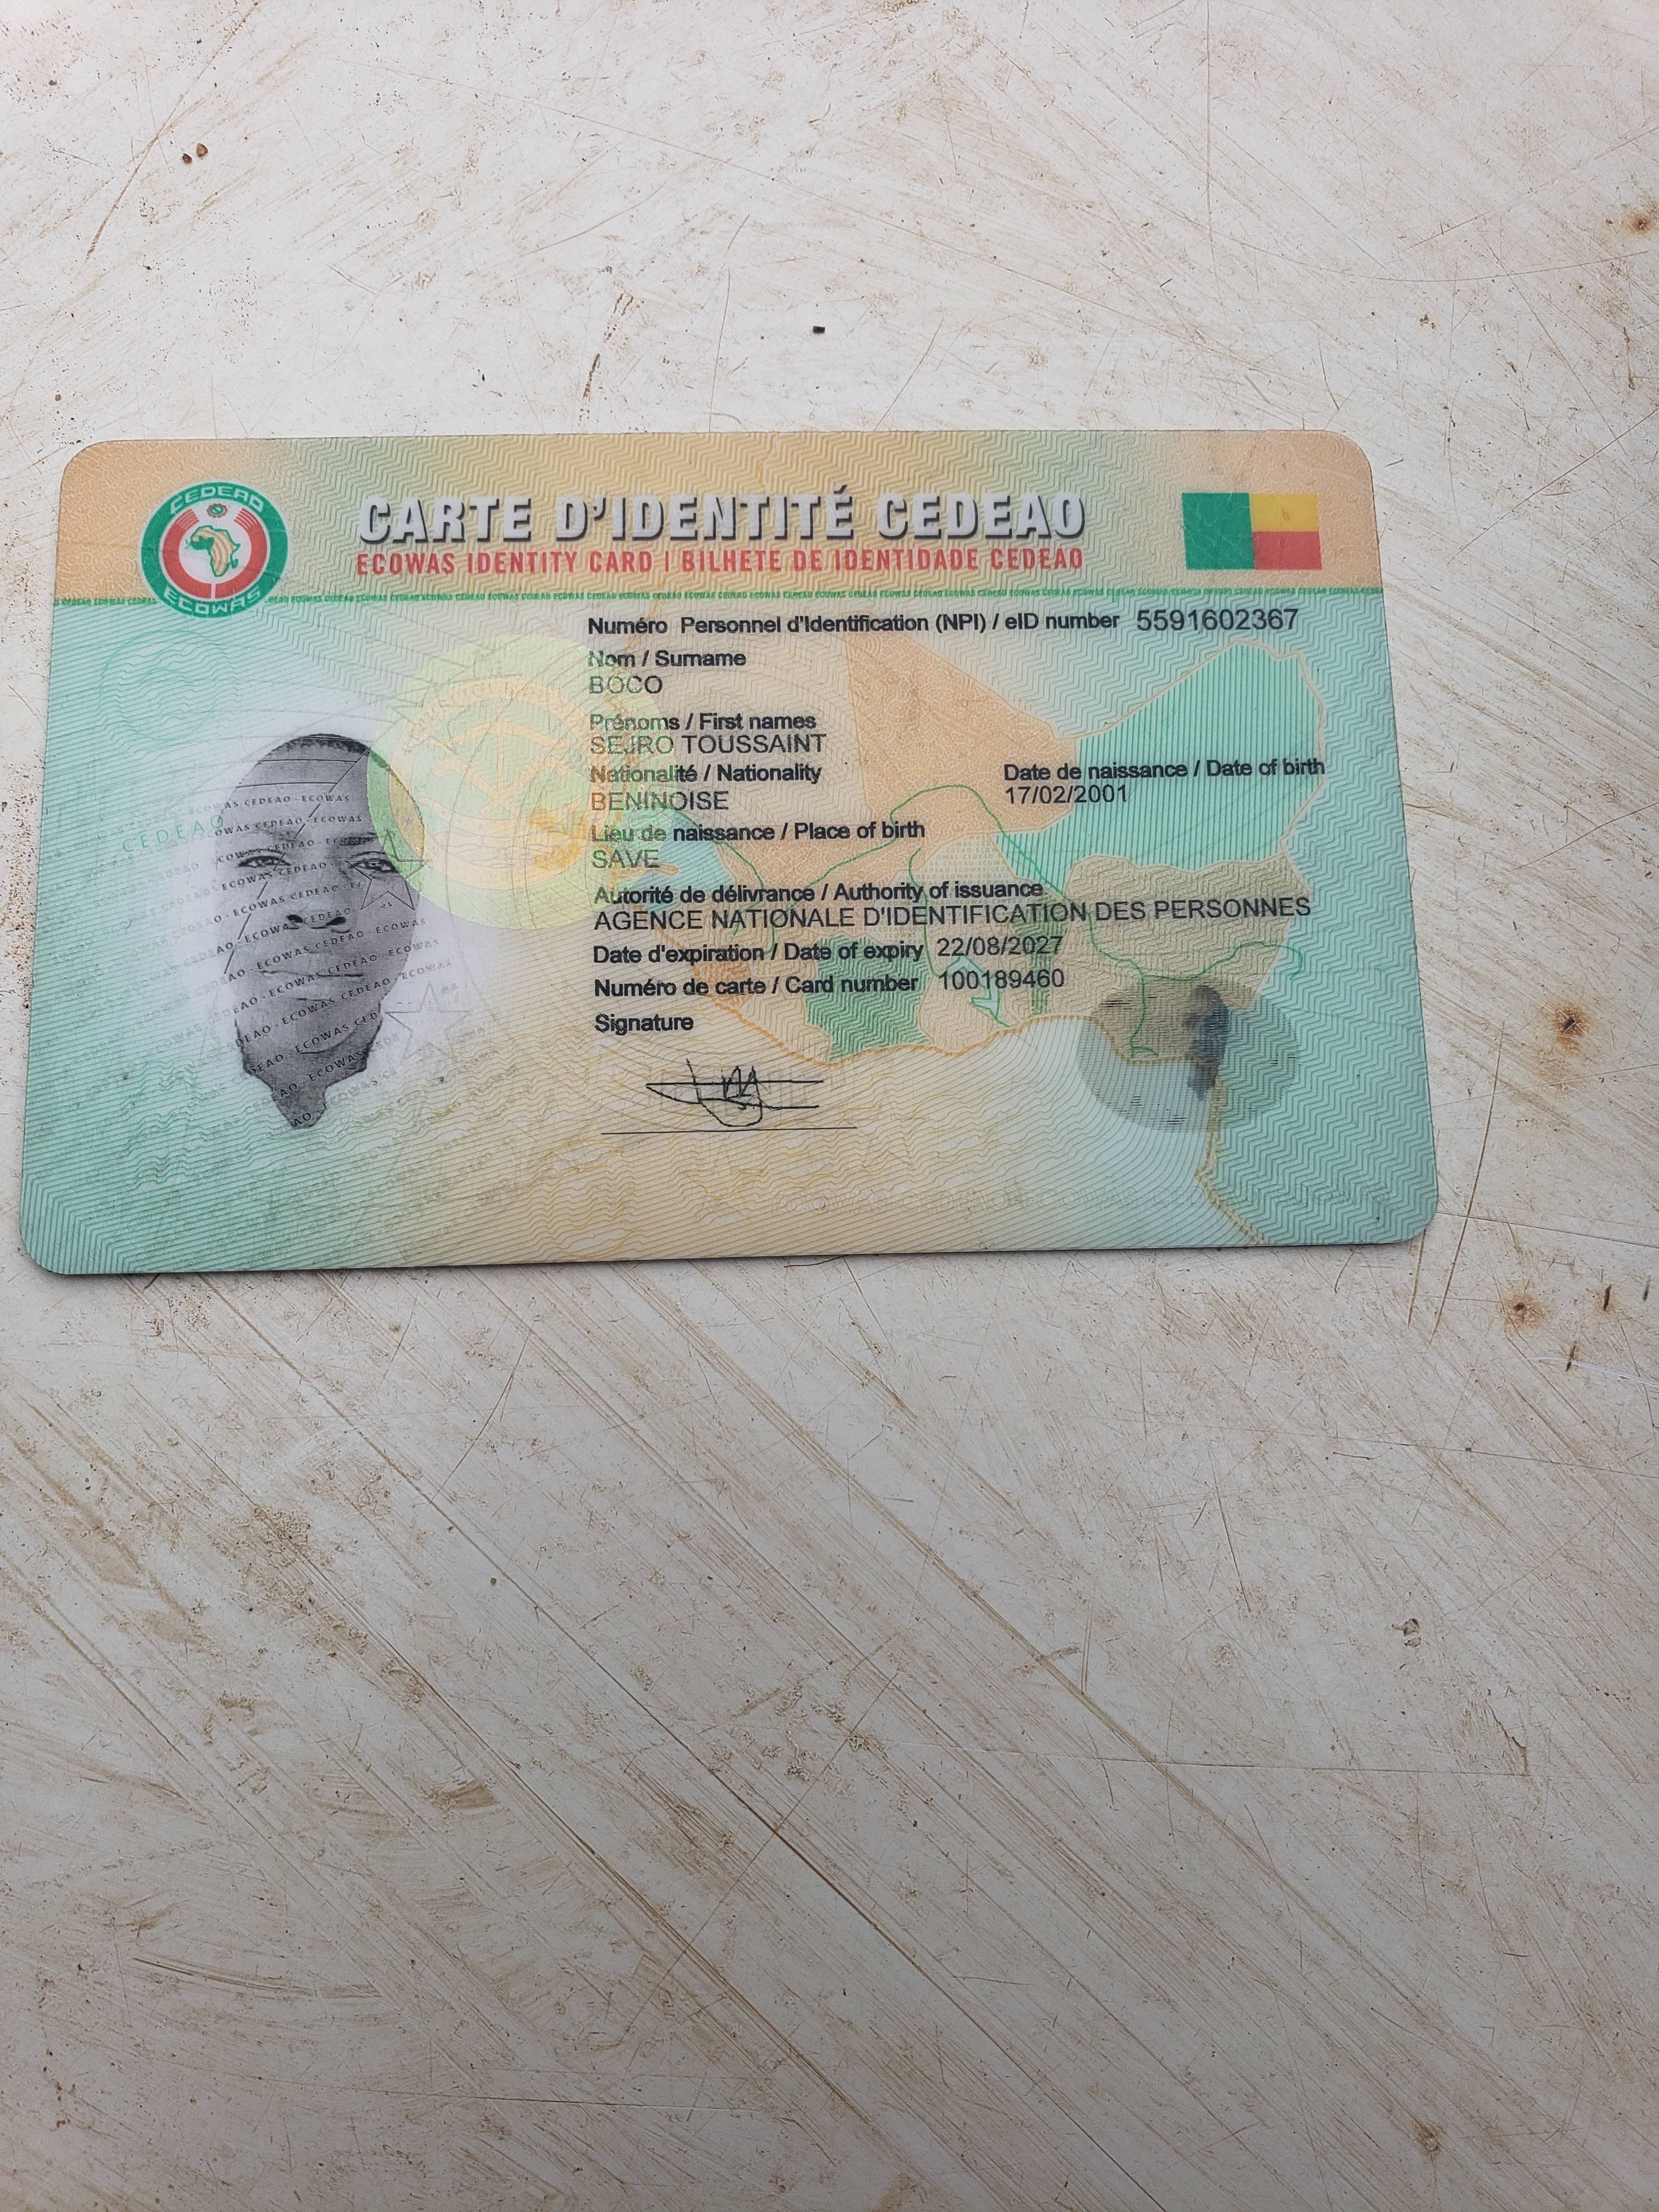 CEDEAO
ECOWAS
CARTE D'IDENTITÉ CEDEAO
ECOWAS IDENTITY CARD | BILHETE DE IDENTIDADE CEDEAO
Numéro Personnel d'Identification (NPI) / eID number 5591602367
Nom / Surname
BOCO
Prénoms / First names
SEJRO TOUSSAINT
Nationalité / Nationality
BENINOISE
Date de naissance / Date of birth
17/02/2001
Lieu de naissance / Place of birth
SAVE
Autorité de délivrance / Authority of issuance
AGENCE NATIONALE D'IDENTIFICATION DES PERSONNES
Date d'expiration / Date of expiry 22/08/2027
Numéro de carte / Card number 100189460
Signature
CEDEAO